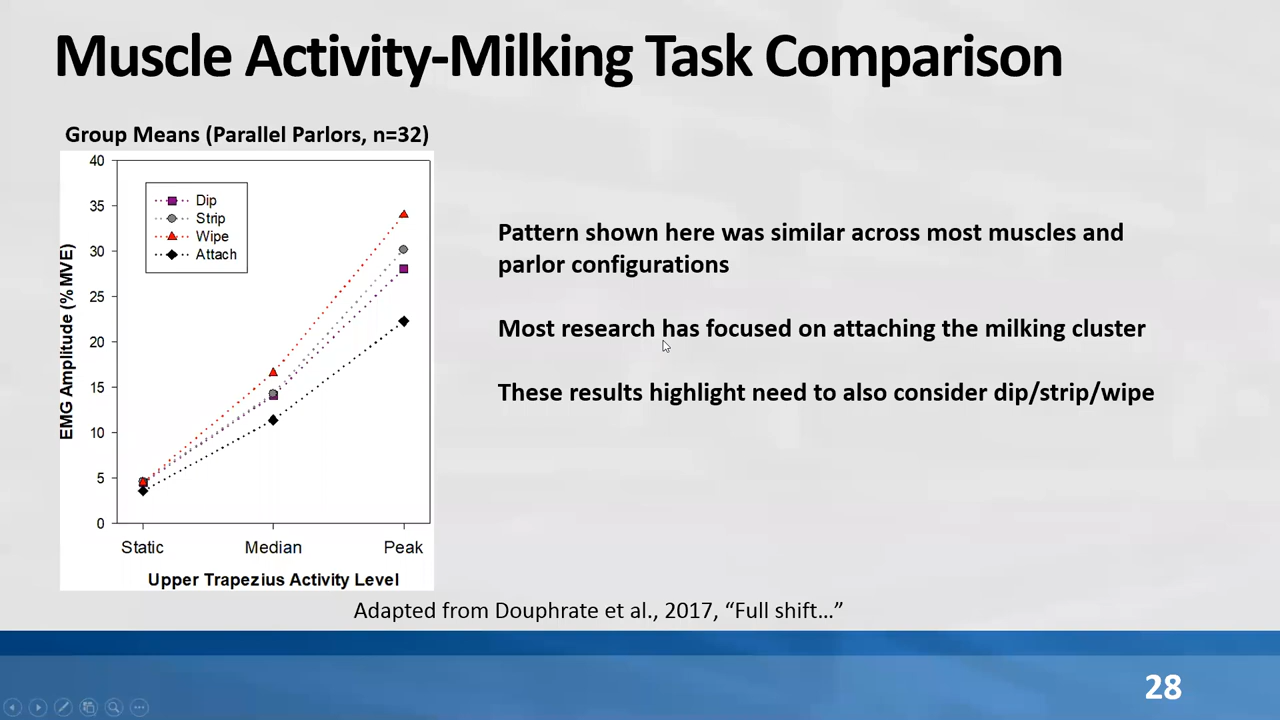 Muscle Activity-Milking Task Comparison
Group Means (Parallel Parlors, n=32)
EMG Amplitude (% MVE)
40
35
30
25
20
15
10
5
0
Dip
Strip
Wipe
Attach
Static Median Peak
Upper Trapezius Activity Level
Pattern shown here was similar across most muscles and
parlor configurations
Most research has focused on attaching the milking cluster
These results highlight need to also consider dip/strip/wipe
Adapted from Douphrate et al., 2017, “Full shift…”
28